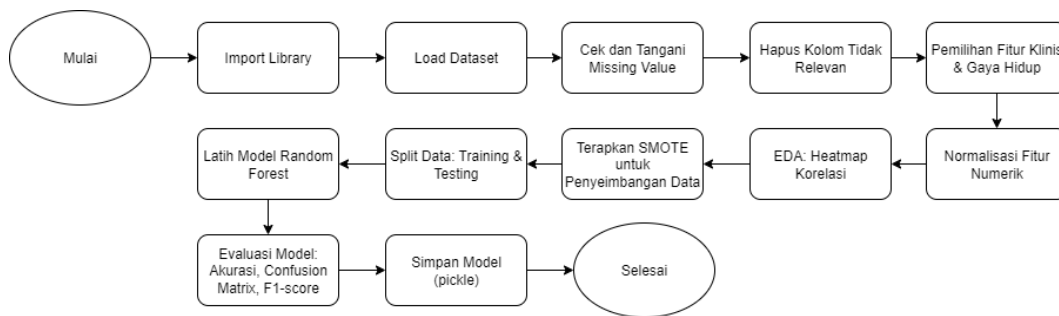 Mulai
Import Library
Load Dataset
Cek dan Tangani
Missing Value
Hapus Kolom Tidak
Relevan
Pemilihan Fitur Klinis
& Gaya Hidup
Normalisasi Fitur
Numerik
EDA: Heatmap
Korelasi
Terapkan SMOTE
untuk
Penyeimbangan Data
Split Data: Training &
Testing
Latih Model Random
Forest
Evaluasi Model:
Akurasi, Confusion
Matrix, F1-score
Simpan Model
(pickle)
Selesai